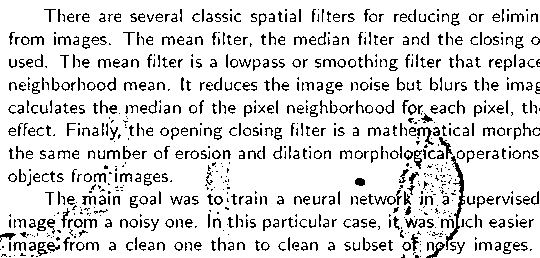 There are several classic spatial filters for reducing or elimin
from images. The mean filter, the median filter and the closing o
used. The mean filter is a lowpass or smoothing filter that replace
neighborhood mean. It reduces the image noise but blurs the imag
calculates the median of the pixel neighborhood for each pixel, th
effect. Finally, the opening closing filter is a mathematical morpho
the same number of erosion and dilation morphological operations
objects from images.
The main goal was to train a neural network in a supervised
image from a noisy one. In this particular case, it was much easier
image from a clean one than to clean a subset of noisy images.